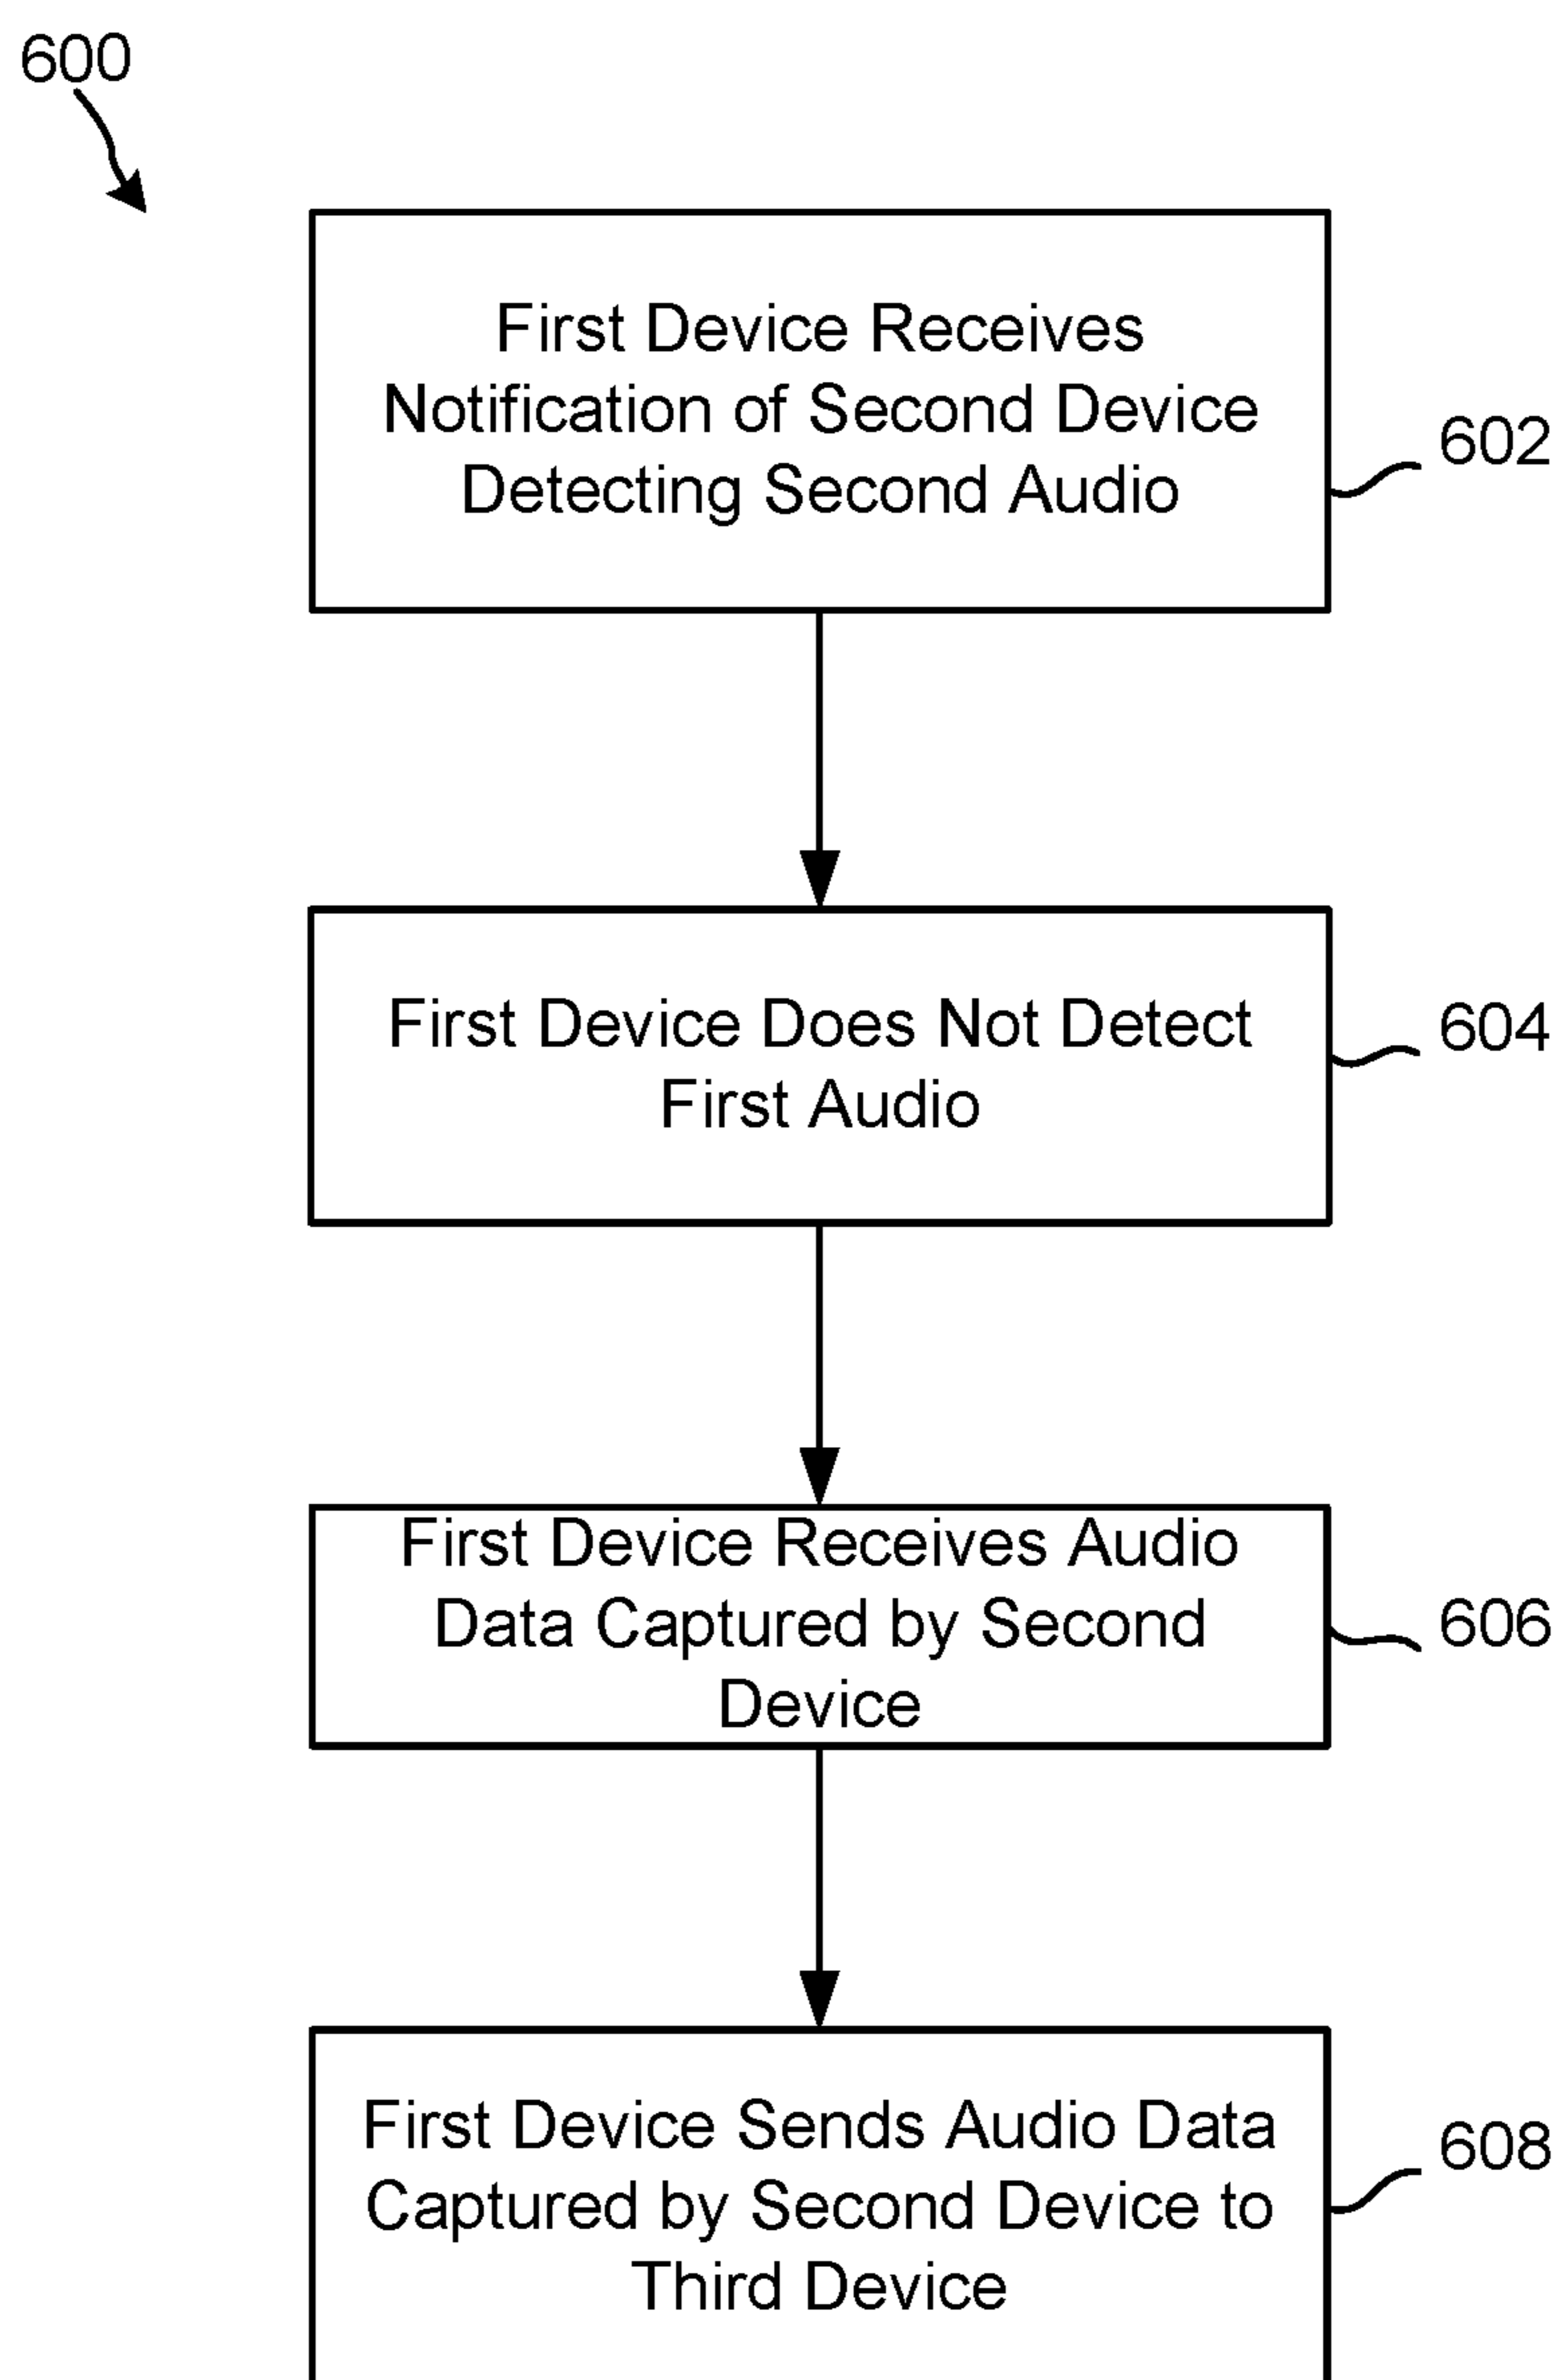 600
First Device Receives
Notification of Second Device
Detecting Second Audio
602
First Device Does Not Detect
First Audio
604
First Device Receives Audio
Data Captured by Second
Device
606
First Device Sends Audio Data
Captured by Second Device to
Third Device
608